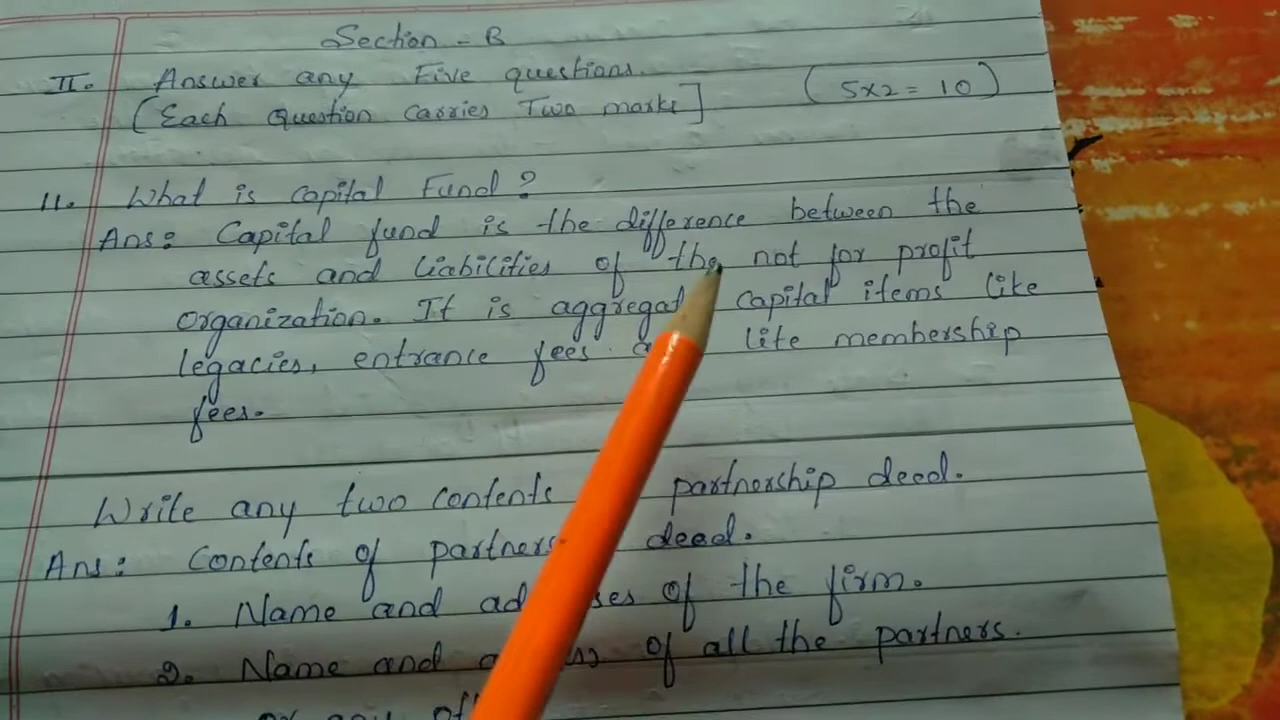 Section - B
II. Answer any Five questions. (5x2 = 10)
(Each question carries Two marks]
11. What is capital Fund?
Ans: Capital fund is the difference between the
assets and liabilities of the not for profit
organization. It is aggregat capital items like
legacies, entrance fees life membership
fees.
Write any two contents partnership deed.
Ans: Contents of partners deed.
1. Name and ad ses of the firm.
2. Name and of all the partners.
or any